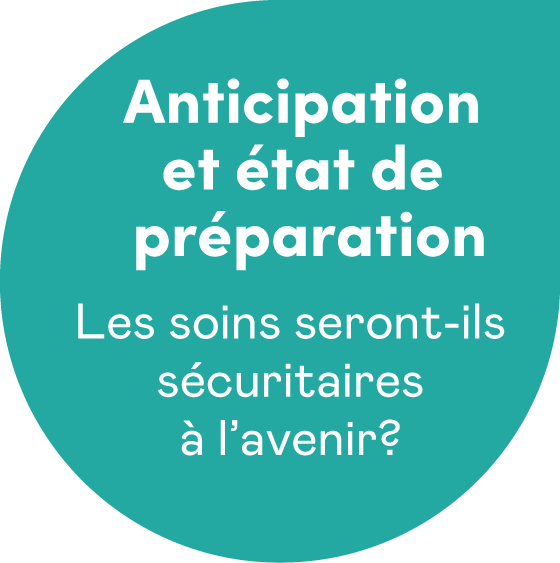 Anticipation
et état de
préparation
Les soins seront-ils
sécuritaires
à l’avenir?